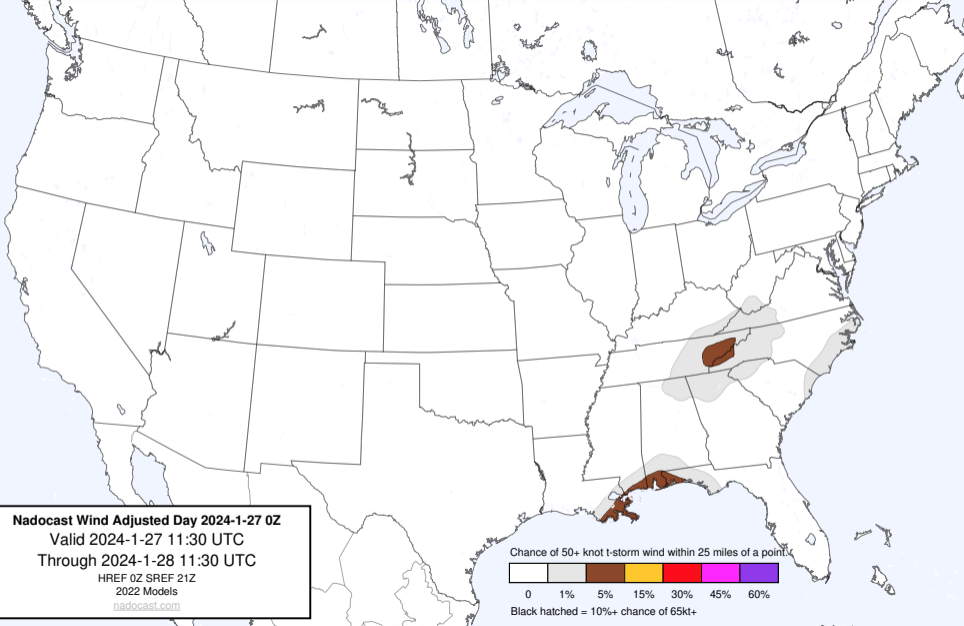 Nadocast Wind Adjusted Day 2024-1-27 0Z
Valid 2024-1-27 11:30 UTC
Through 2024-1-28 11:30 UTC
HREF 0Z SREF 21Z
2022 Models
nadocast.com
Chance of 50+ knot t-storm wind within 25 miles of a point.
0 1% 5% 15% 30% 45% 60%
Black hatched = 10%+ chance of 65kt+